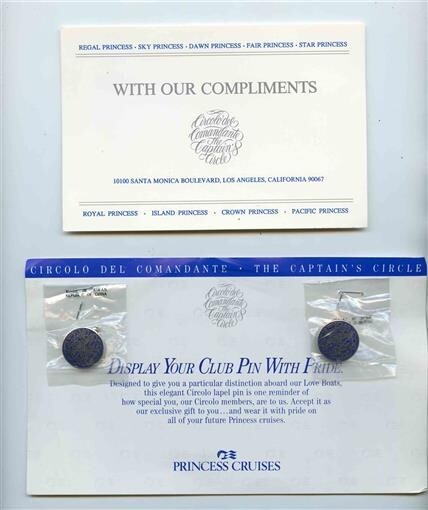 REGAL PRINCESS • SKY PRINCESS • DAWN PRINCESS • FAIR PRINCESS • STAR PRINCESS
WITH OUR COMPLIMENTS
Circolo del
Comandante
The
Captain's
Circle
10100 SANTA MONICA BOULEVARD, LOS ANGELES, CALIFORNIA 90067
ROYAL PRINCESS • ISLAND PRINCESS • CROWN PRINCESS • PACIFIC PRINCESS
CIRCOLO DEL COMANDANTE • THE CAPTAIN'S CIRCLE
REPUBLIC OF CHINA
Circolo del
Comandante
The
Captain's
Circle
DISPLAY YOUR CLUB PIN WITH PRIDE.
Designed to give you a particular distinction aboard our Love Boats,
this elegant Circolo lapel pin is one reminder of
how special you, our Circolo members, are to us. Accept it as
our exclusive gift to you...and wear it with pride on
all of your future Princess cruises.
PRINCESS CRUISES